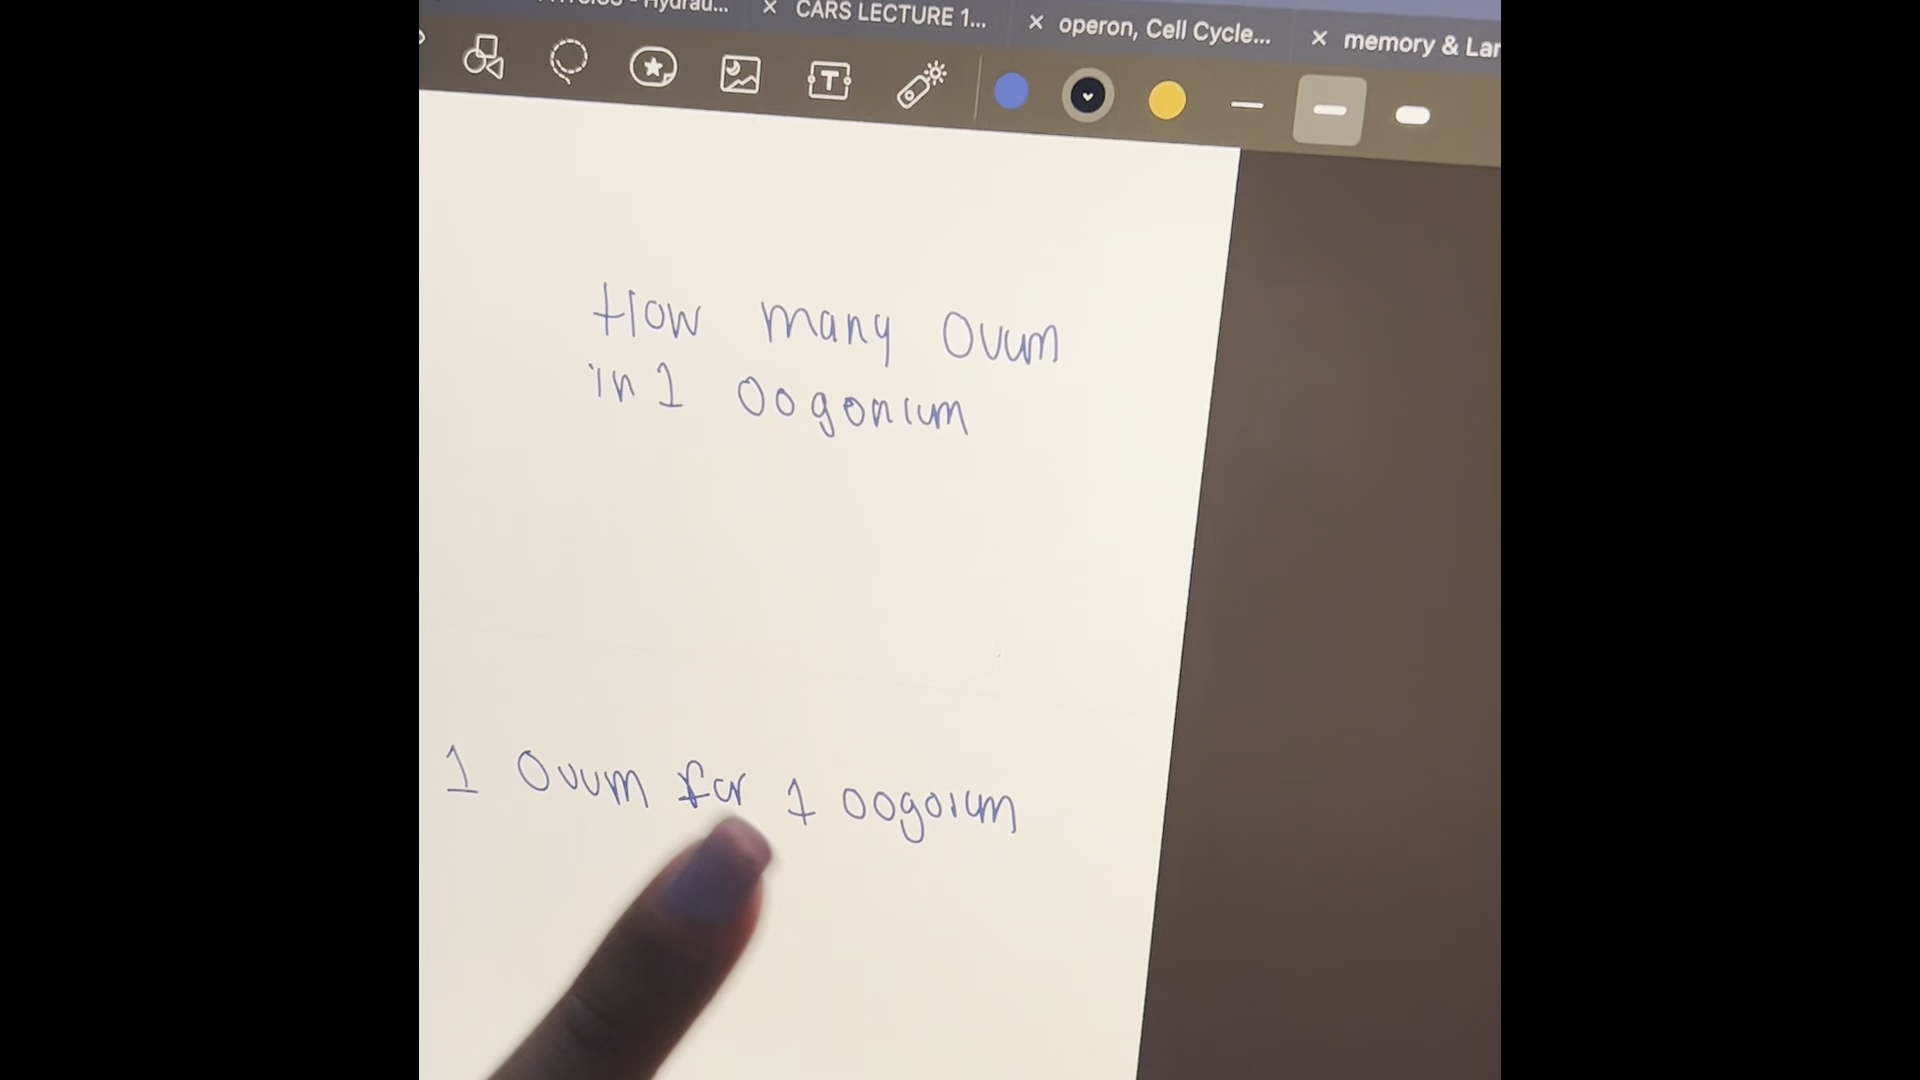 Hydrau... × CARS LECTURE 1... × operon, Cell Cycle... × memory & Lar
T
How many Ovum
in 1 Oogonium
1 Ovum for 1 oogoium